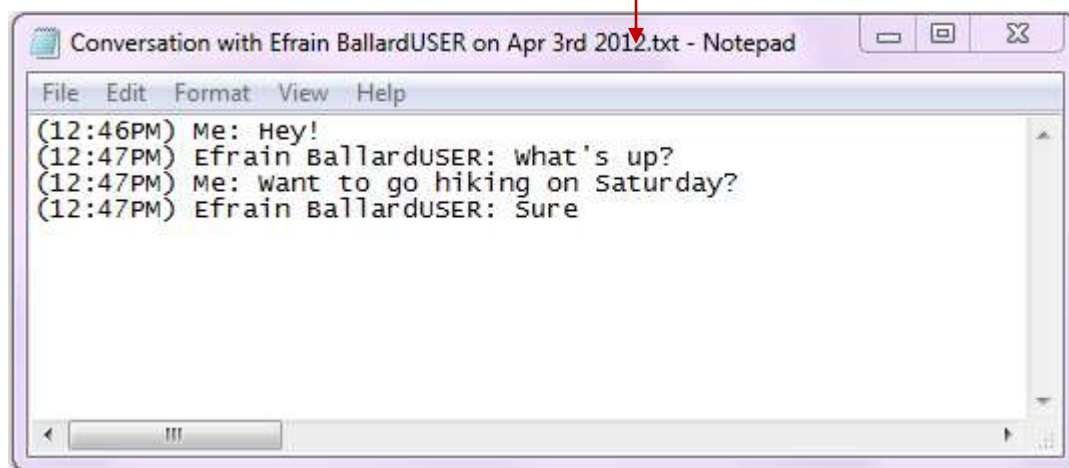 Conversation with Efrain BallardUSER on Apr 3rd 2012.txt - Notepad
File Edit Format View Help
(12:46PM) Me: Hey!
(12:47PM) Efrain BallardUSER: What's up?
(12:47PM) Me: Want to go hiking on Saturday?
(12:47PM) Efrain BallardUSER: Sure